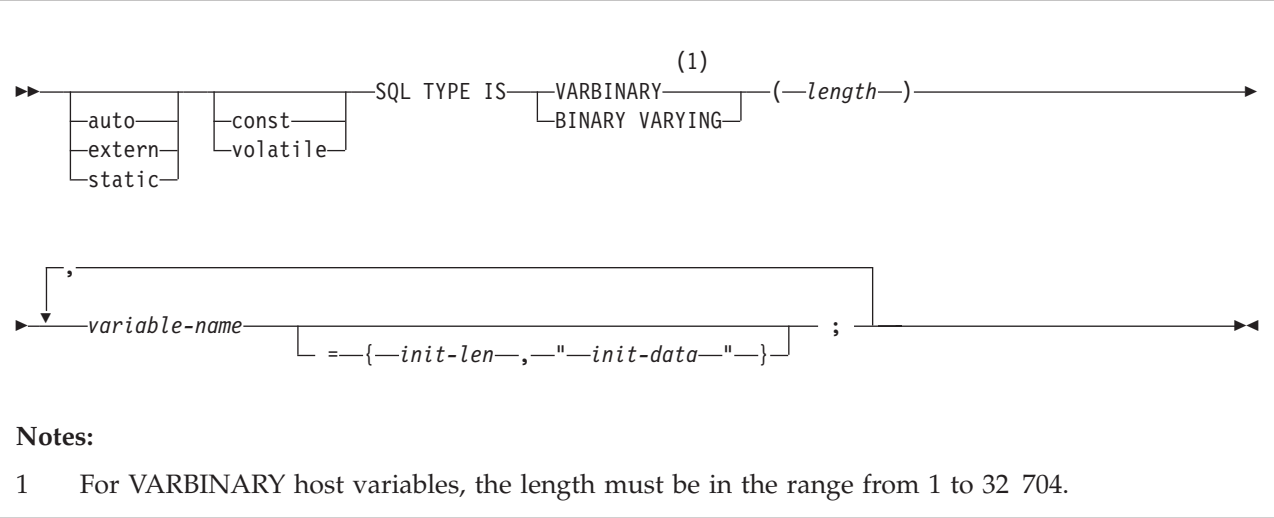 (1)
SQL TYPE IS VARBINARY ( length )
auto const BINARY VARYING
extern volatile
static
,
variable-name ;
= { init-len , " init-data " }
Notes:
1 For VARBINARY host variables, the length must be in the range from 1 to 32 704.